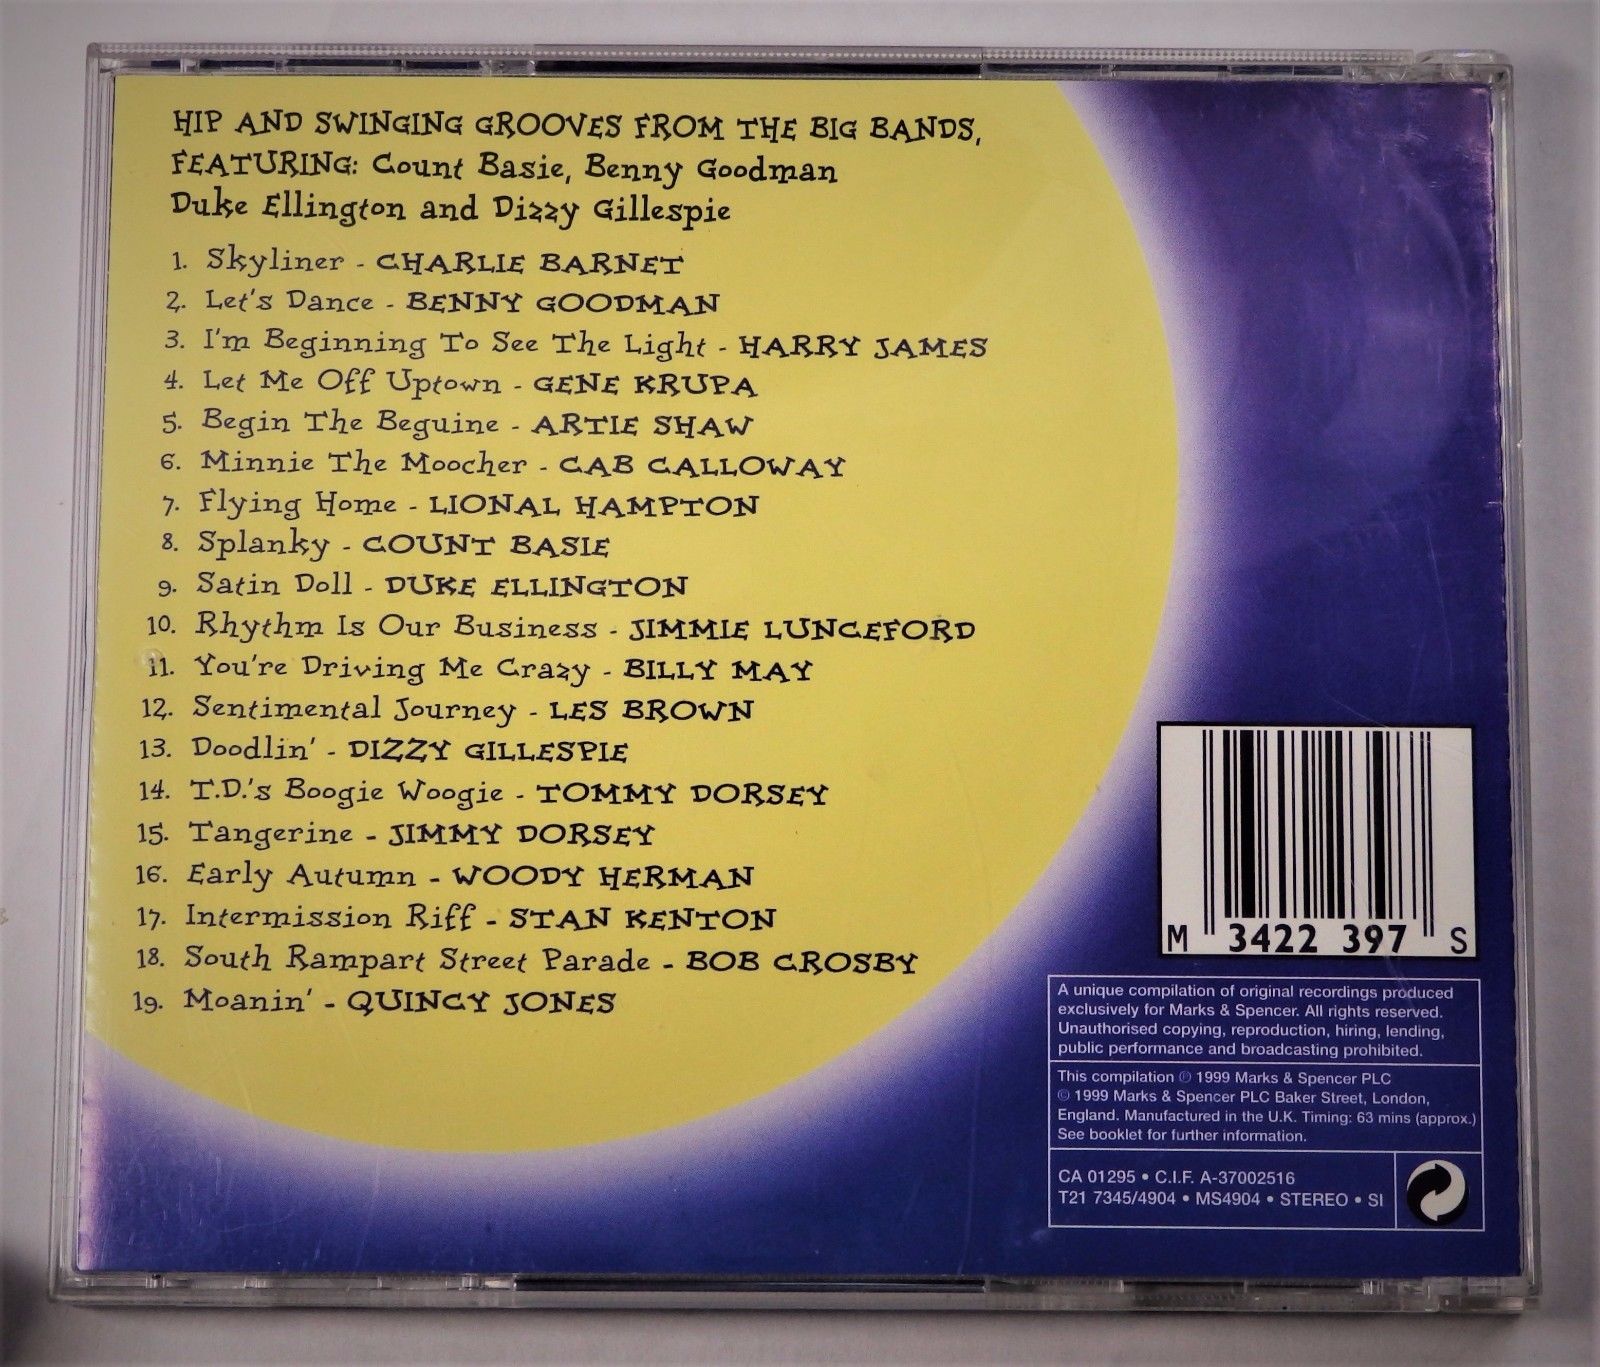 HIP AND SWINGING GROOVES FROM THE BIG BANDS,
FEATURING: Count Basie, Benny Goodman
Duke Ellington and Dizzy Gillespie
1. Skyliner - CHARLIE BARNET
2. Let's Dance - BENNY GOODMAN
3. I'm Beginning To See The Light - HARRY JAMES
4. Let Me Off Uptown - GENE KRUPA
5. Begin The Beguine - ARTIE SHAW
6. Minnie The Moocher - CAB CALLOWAY
7. Flying Home - LIONAL HAMPTON
8. Splanky - COUNT BASIE
9. Satin Doll - DUKE ELLINGTON
10. Rhythm Is Our Business - JIMMIE LUNCEFORD
11. You're Driving Me Crazy - BILLY MAY
12. Sentimental Journey - LES BROWN
13. Doodlin' - DIZZY GILLESPIE
14. T.D.'s Boogie Woogie - TOMMY DORSEY
15. Tangerine - JIMMY DORSEY
16. Early Autumn - WOODY HERMAN
17. Intermission Riff - STAN KENTON
18. South Rampart Street Parade - BOB CROSBY
19. Moanin' - QUINCY JONES
M 3422 397 S
A unique compilation of original recordings produced
exclusively for Marks & Spencer. All rights reserved.
Unauthorised copying, reproduction, hiring, lending,
public performance and broadcasting prohibited.
This compilation ℗ 1999 Marks & Spencer PLC
© 1999 Marks & Spencer PLC Baker Street, London,
England. Manufactured in the U.K. Timing: 63 mins (approx.)
See booklet for further information.
CA 01295 • C.I.F. A-37002516
T21 7345/4904 • MS4904 • STEREO • SI